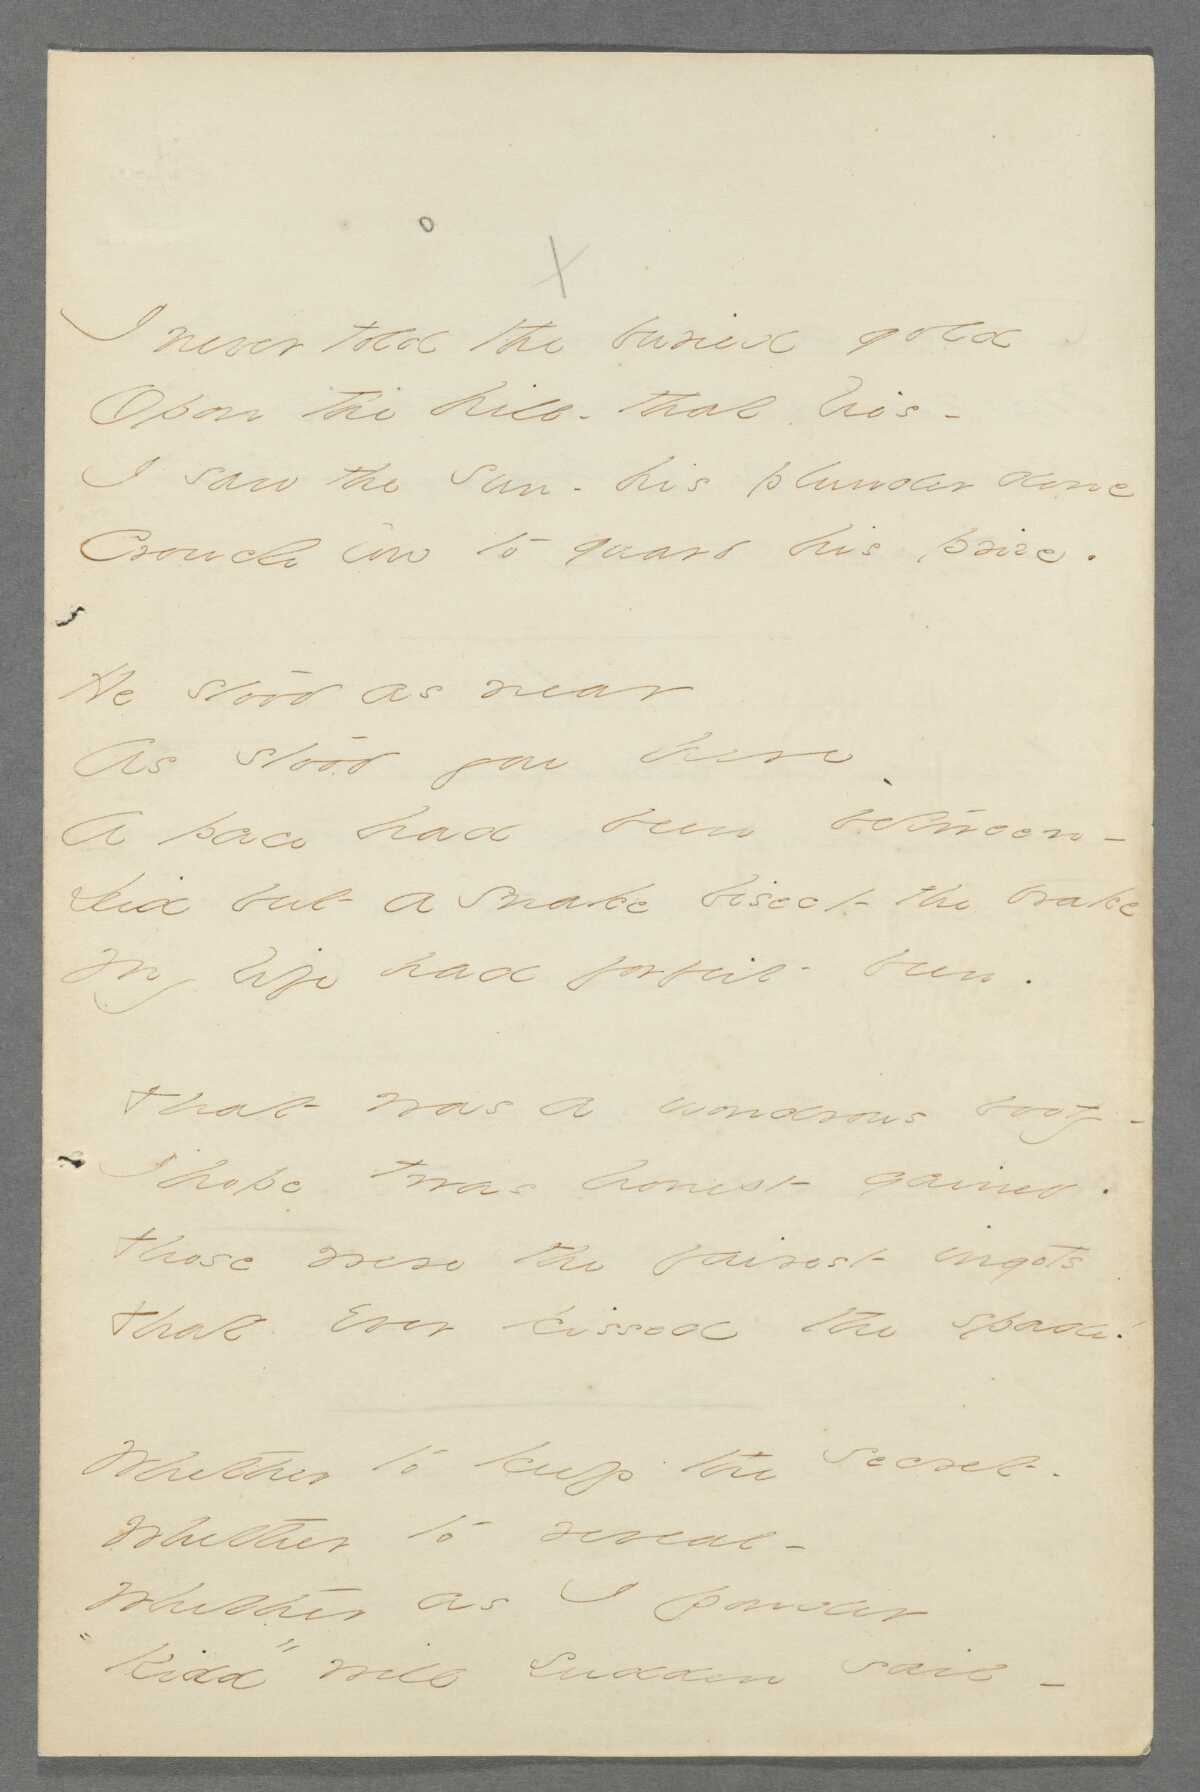 o
X
I never told the buried gold
Opon the hill - that lies -
I saw the Sun - his plunder done
Crouch low to guard his prize.
He stood as near
As stood you here
A pace had been between -
Did but a Snake bisect the brake
My life had forfeit been.
That was a wondrous booty -
I hope 'twas honest gained.
Those were the fairest ingots
That ever kissed the spade!
Whether to keep the secret -
Whether to reveal -
Whether as I ponder
"Kidd" will sudden sail -